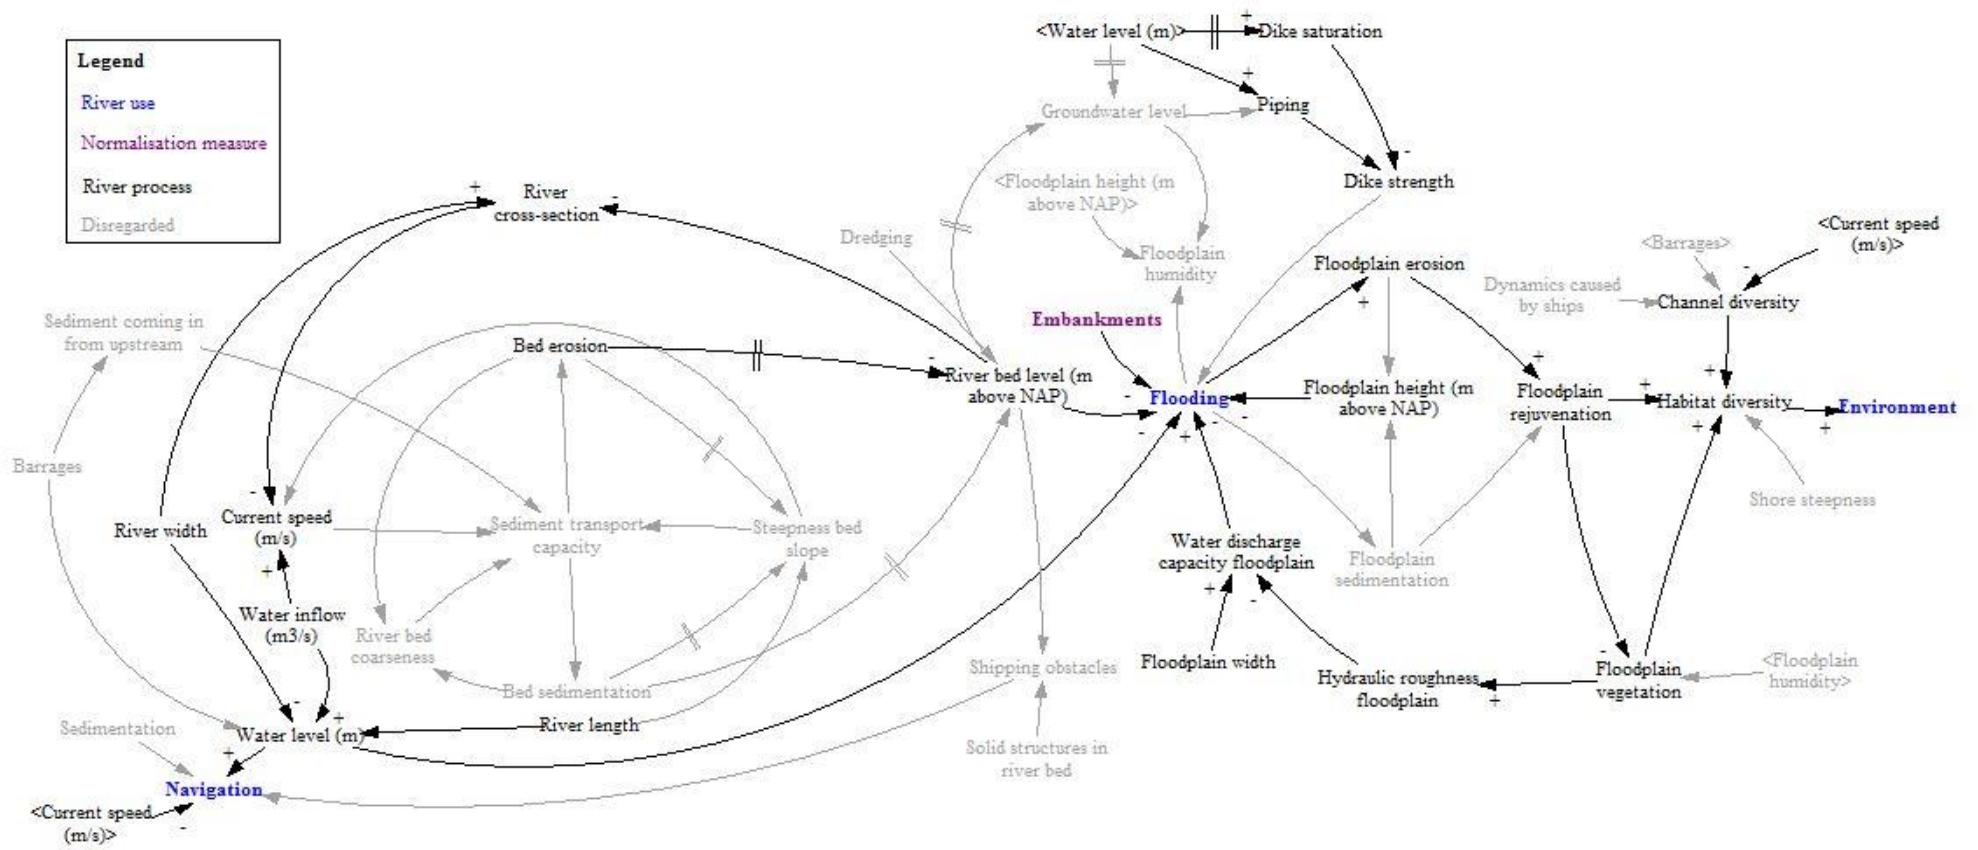 Legend
River use
Normalisation measure
River process
Disregarded
<Water level (m)>
+
Dike saturation
+
Groundwater level
Piping
-
Dike strength
<Floodplain height (m
above NAP)>
+
River
cross-section
-
Dredging
Floodplain
humidity
Floodplain erosion
+
<Barrages>
<Current speed
(m/s)>
-
Dynamics caused
by ships
Channel diversity
Sediment coming in
from upstream
Embankments
Bed erosion
-
River bed level (m
above NAP)
-
-
Flooding
-
-
+
Floodplain height (m
above NAP)
+
Floodplain
rejuvenation
+
+
Habitat diversity
+
+
Environment
Barrages
Shore steepness
River width
-
Current speed
(m/s)
+
Sediment transport
capacity
Steepness bed
slope
Water discharge
capacity floodplain
+
-
Floodplain
sedimentation
Water inflow
(m3/s)
River bed
coarseness
Bed sedimentation
Shipping obstacles
Floodplain width
Hydraulic roughness
floodplain
+
-
Floodplain
vegetation
<Floodplain
humidity>
Sedimentation
-
+
Water level (m)
+
River length
Solid structures in
river bed
Navigation
<Current speed
(m/s)>
-